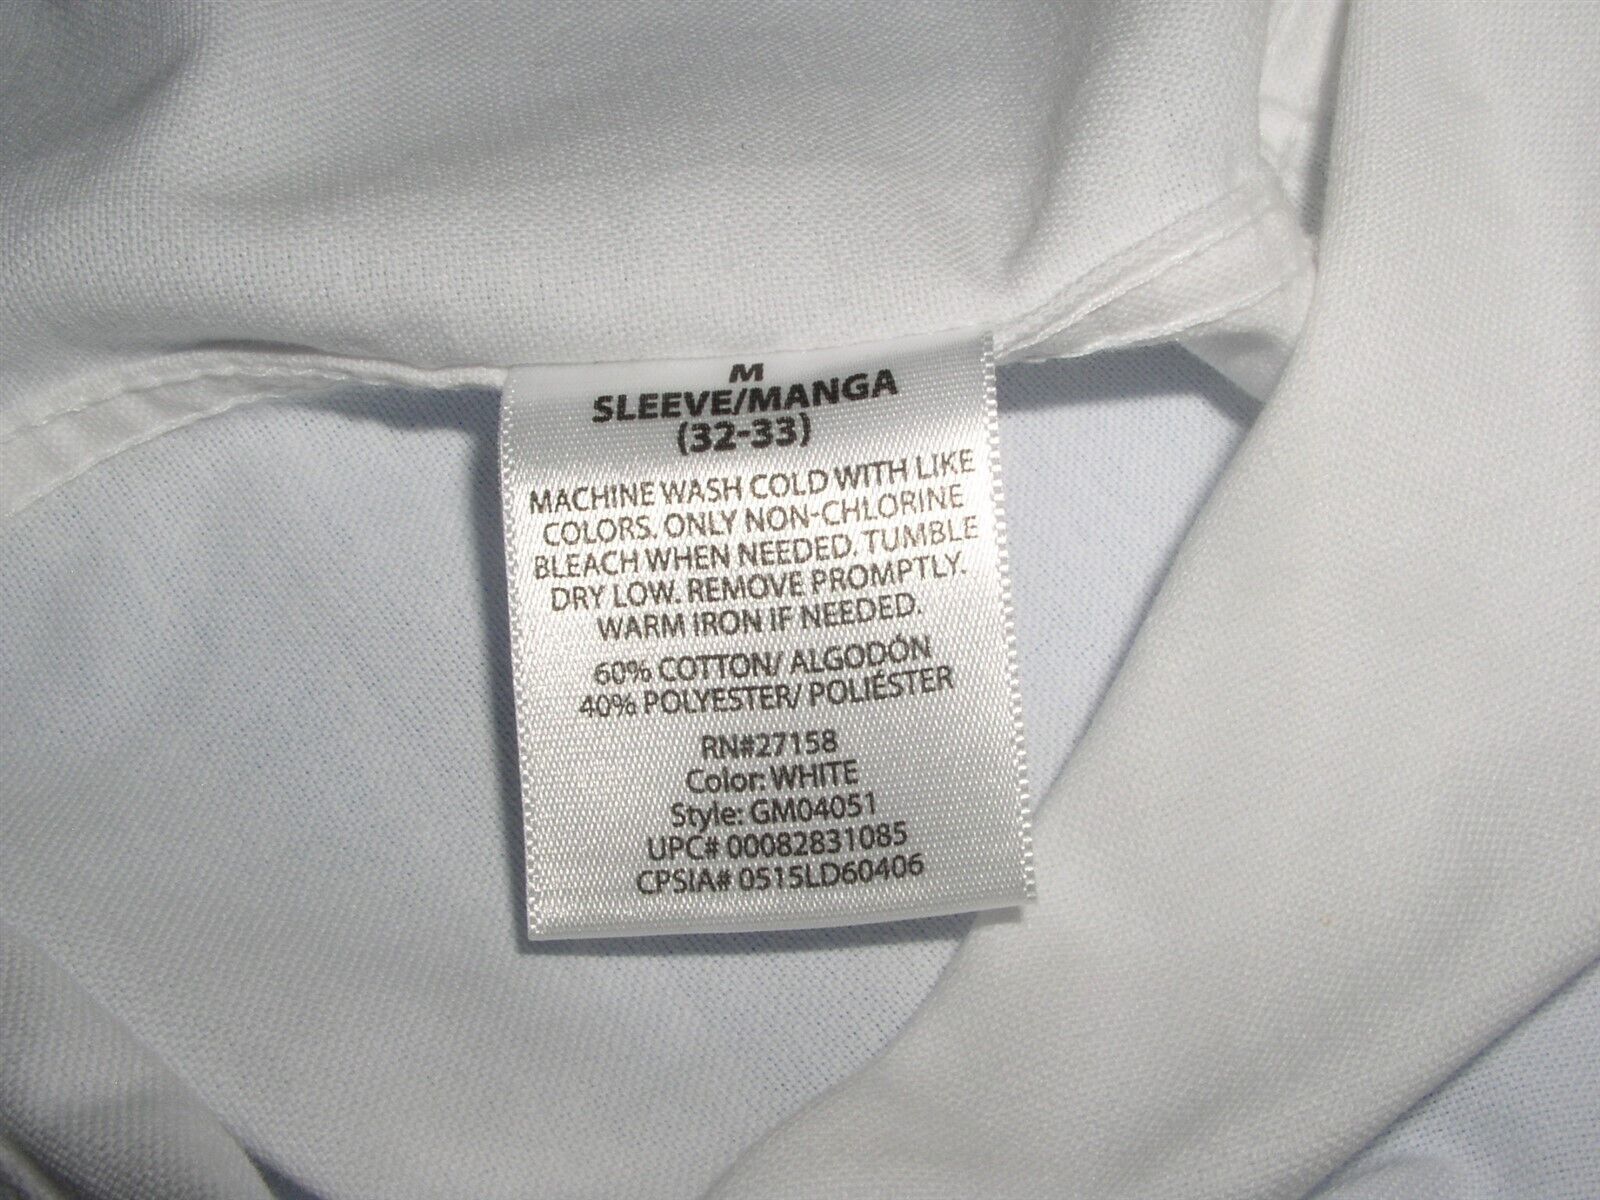 M
SLEEVE/MANGA
(32-33)
MACHINE WASH COLD WITH LIKE
COLORS. ONLY NON-CHLORINE
BLEACH WHEN NEEDED. TUMBLE
DRY LOW. REMOVE PROMPTLY.
WARM IRON IF NEEDED.
60% COTTON/ ALGODÓN
40% POLYESTER/ POLIÉSTER
RN#27158
Color: WHITE
Style: GM04051
UPC# 00082831085
CPSIA# 0515LD60406